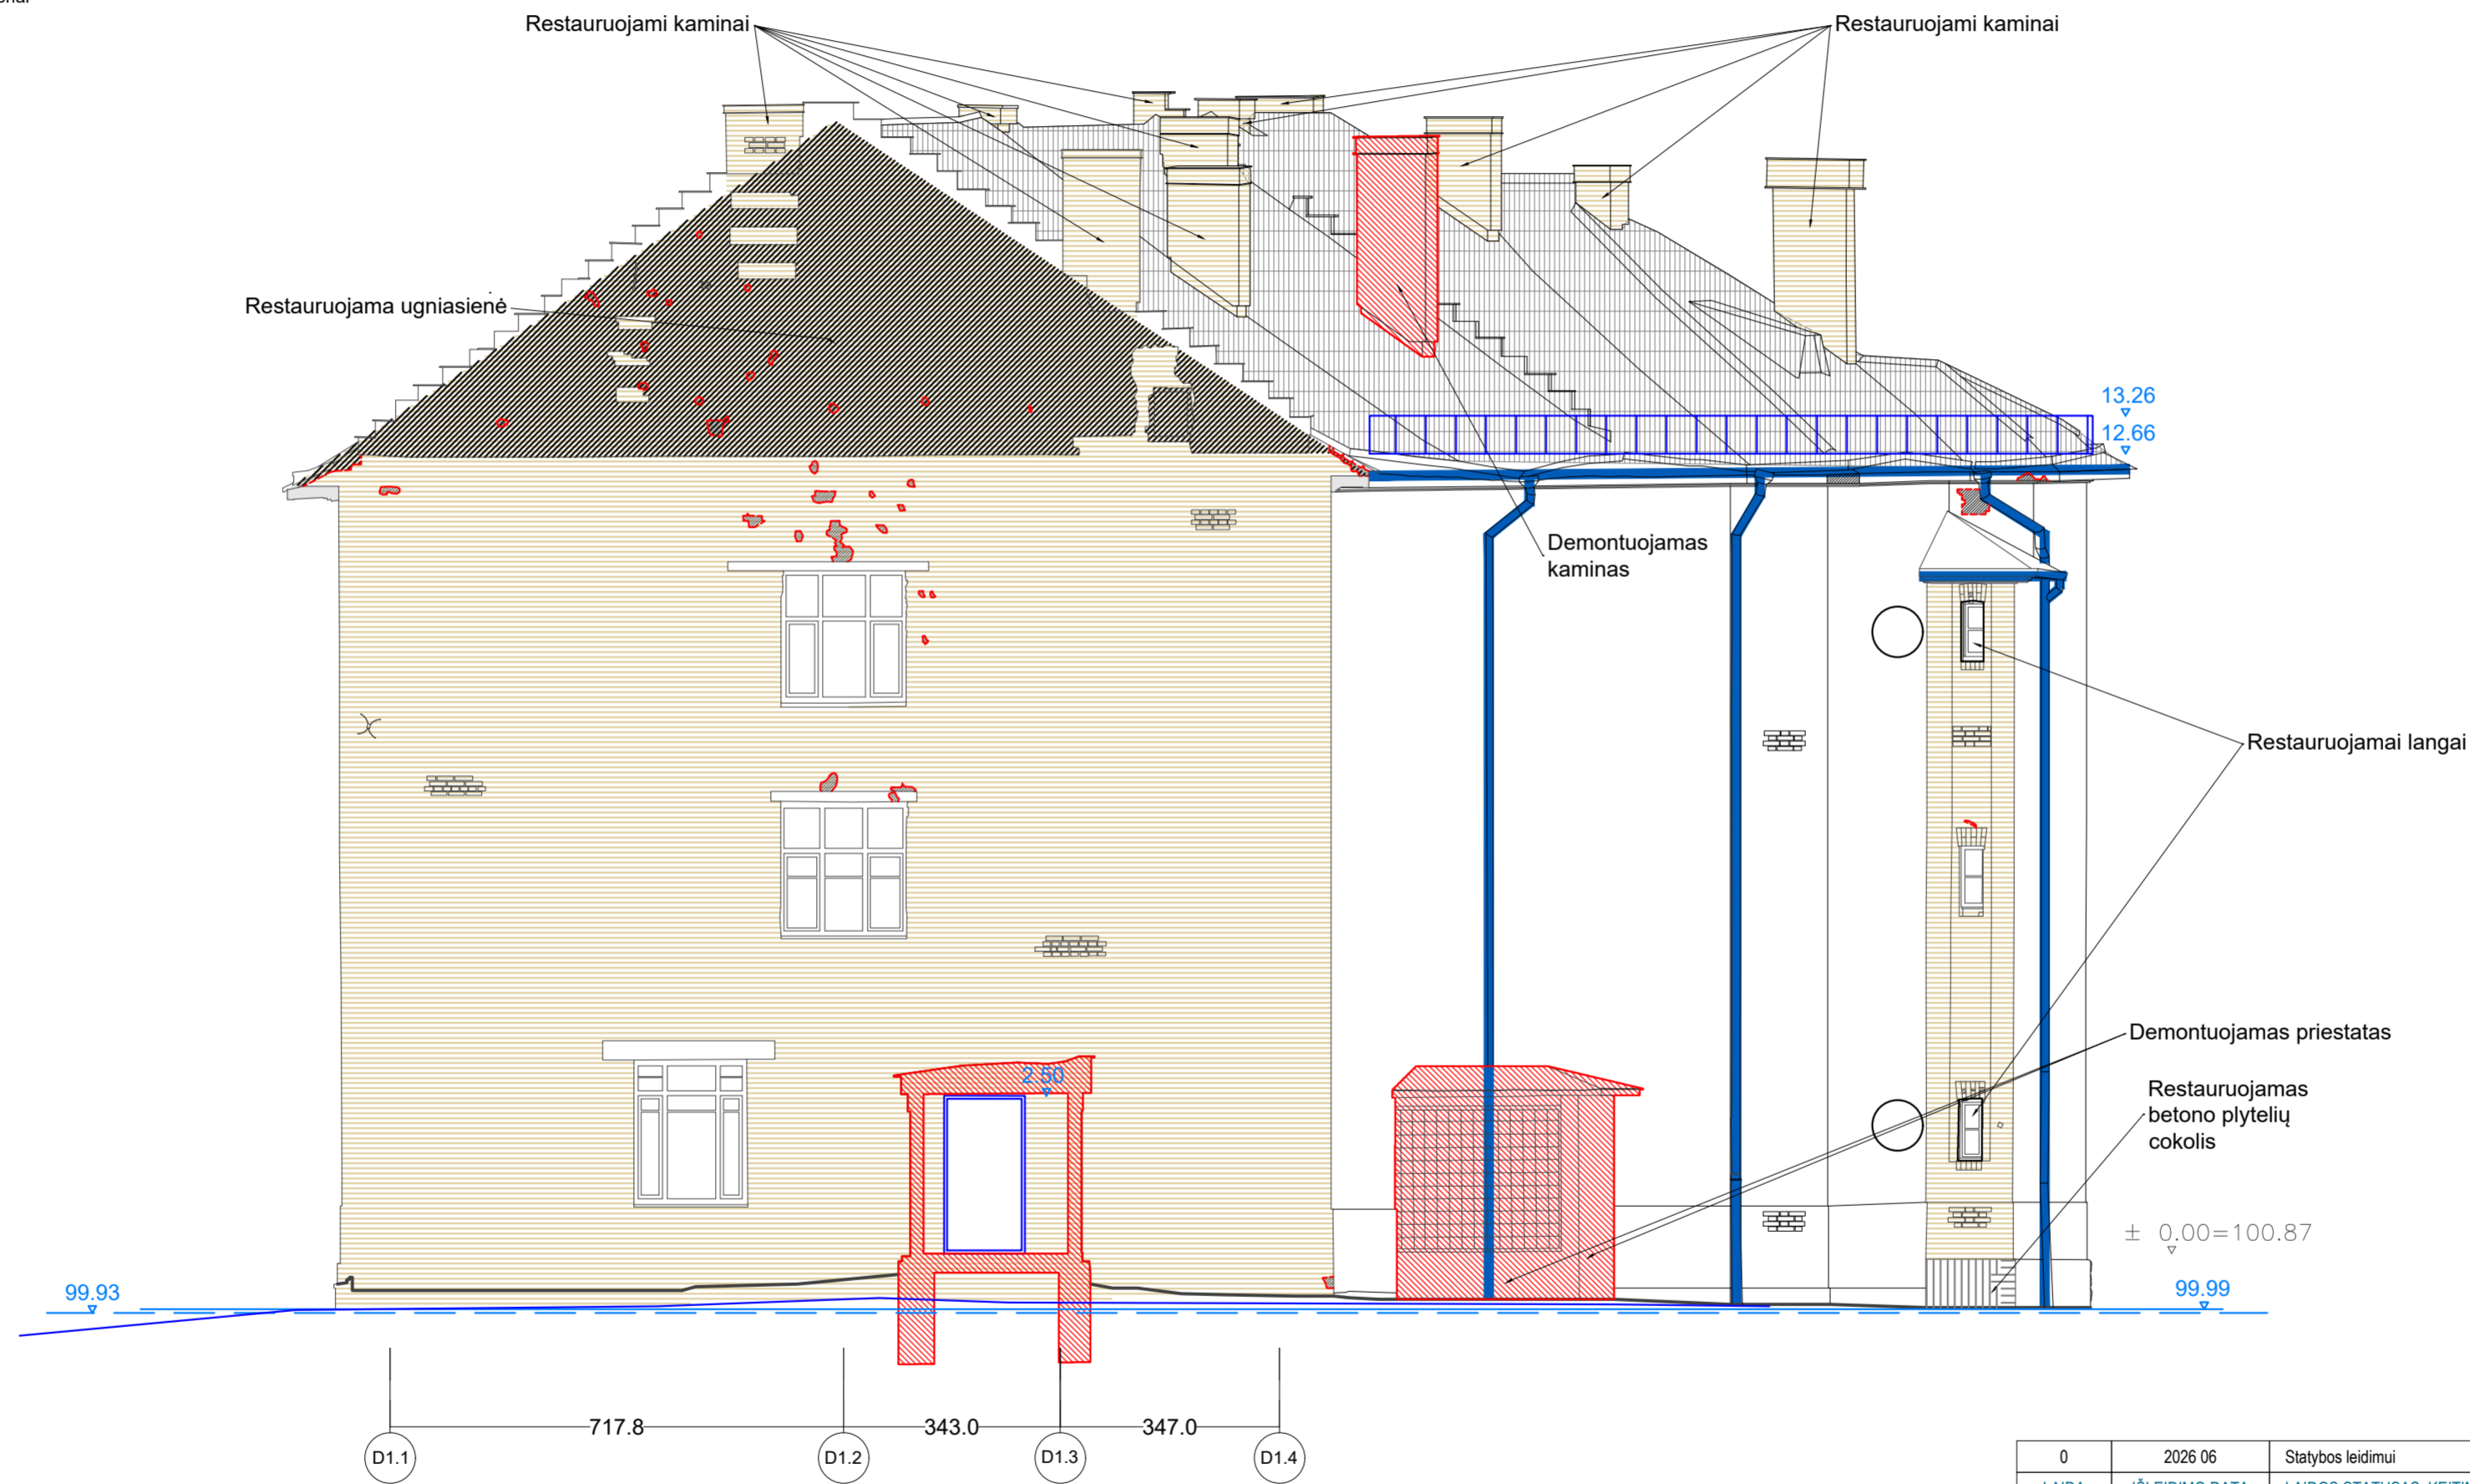 Restauruojami kaminai
Restauruojami kaminai
Restauruojama ugniasienė
13.26
12.66
Demontuojamas
kaminas
Restauruojamai langai
Demontuojamas priestatas
2.50
Restauruojamas
betono plytelių
cokolis
± 0.00=100.87
99.93
99.99
717.8
343.0
347.0
D1.1
D1.2
D1.3
D1.4
0
2026 06
Statybos leidimui